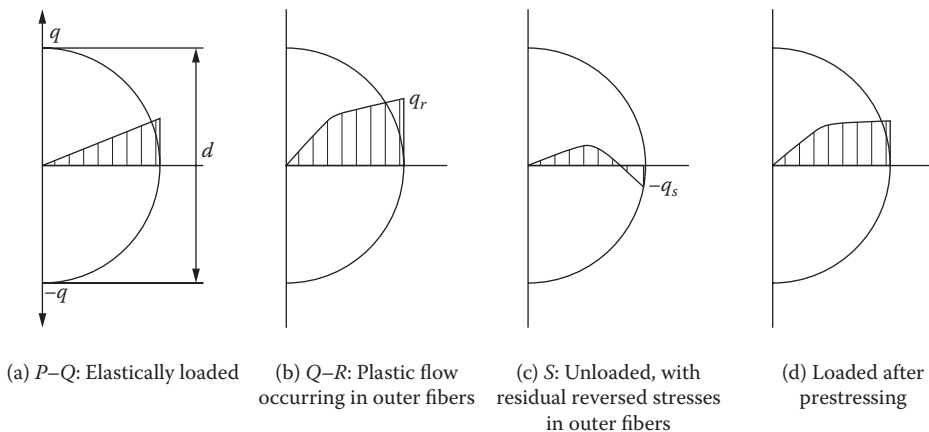 q
d
–q
(a) P–Q: Elastically loaded
q_r
(b) Q–R: Plastic flow
occurring in outer fibers
–q_s
(c) S: Unloaded, with
residual reversed stresses
in outer fibers
(d) Loaded after
prestressing